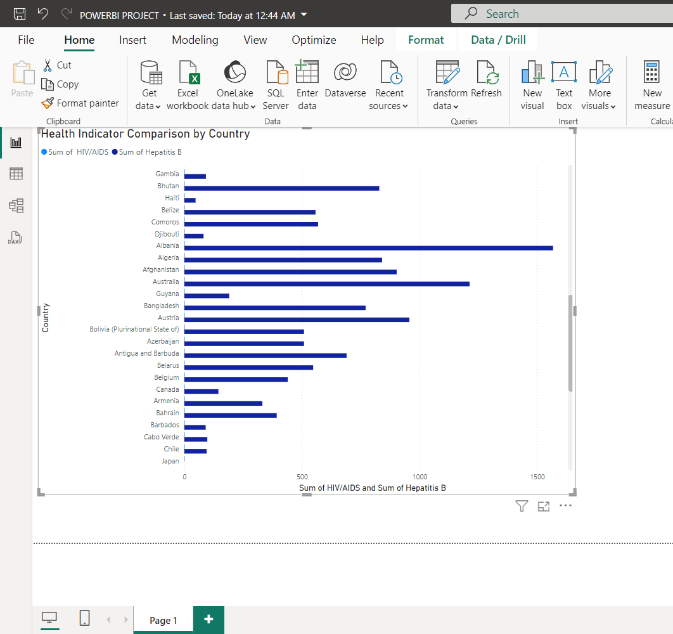 POWERBI PROJECT • Last saved: Today at 12:44 AM
Search
File Home Insert Modeling View Optimize Help Format Data / Drill
Paste
Cut
Copy
Format painter
Clipboard
Get data
Excel workbook
OneLake data hub
SQL Server
Enter data
Dataverse
Recent sources
Data
Transform data
Refresh
Queries
New visual
Text box
More visuals
Insert
New measure
Calcul
Health Indicator Comparison by Country
Sum of HIV/AIDS Sum of Hepatitis B
Country
Gambia
Bhutan
Haiti
Belize
Comoros
Djibouti
Albania
Algeria
Afghanistan
Australia
Guyana
Bangladesh
Austria
Bolivia (Plurinational State of)
Azerbaijan
Antigua and Barbuda
Belarus
Belgium
Canada
Armenia
Bahrain
Barbados
Cabo Verde
Chile
Japan
0 500 1000 1500
Sum of HIV/AIDS and Sum of Hepatitis B
Page 1